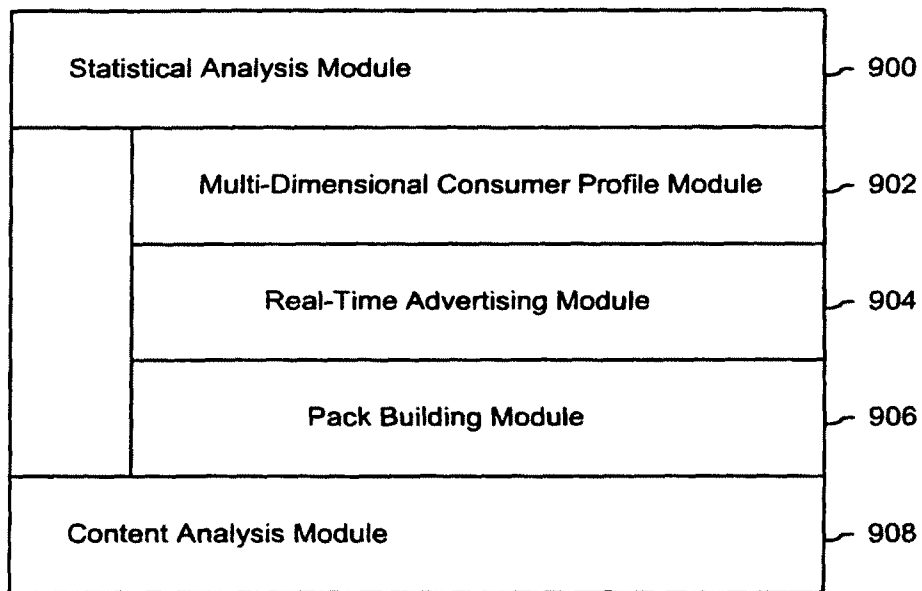 Statistical Analysis Module 900
Multi-Dimensional Consumer Profile Module 902
Real-Time Advertising Module 904
Pack Building Module 906
Content Analysis Module 908